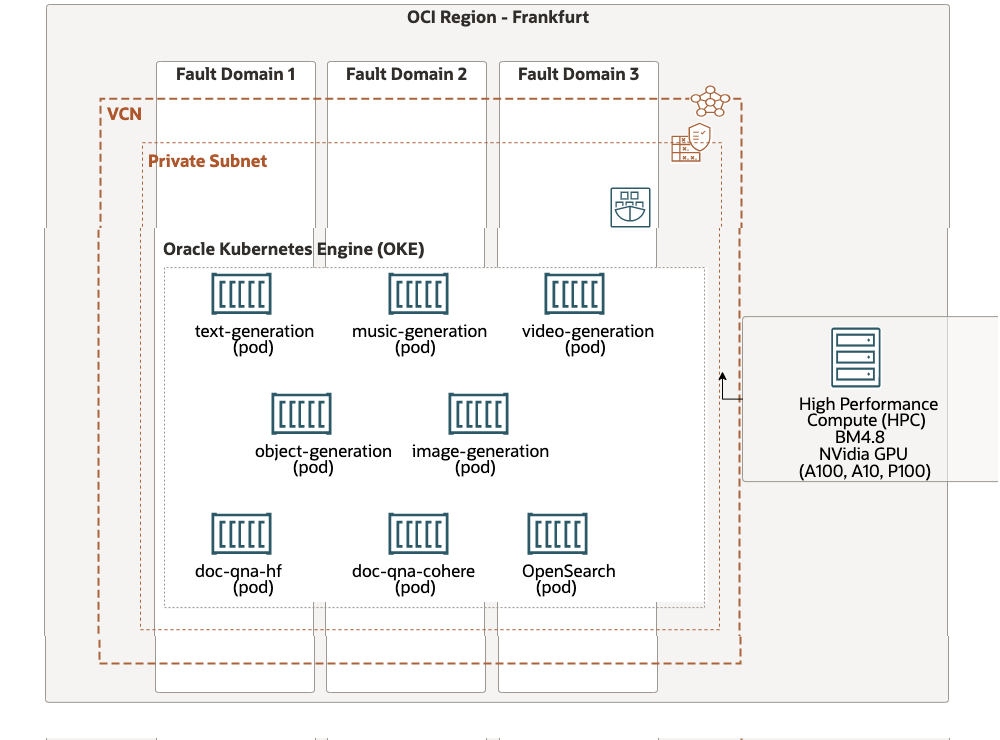 OCI Region - Frankfurt
Fault Domain 1
Fault Domain 2
Fault Domain 3
VCN
Private Subnet
Oracle Kubernetes Engine (OKE)
text-generation
(pod)
music-generation
(pod)
video-generation
(pod)
object-generation
(pod)
image-generation
(pod)
doc-qna-hf
(pod)
doc-qna-cohere
(pod)
OpenSearch
(pod)
High Performance
Compute (HPC)
BM4.8
NVidia GPU
(A100, A10, P100)